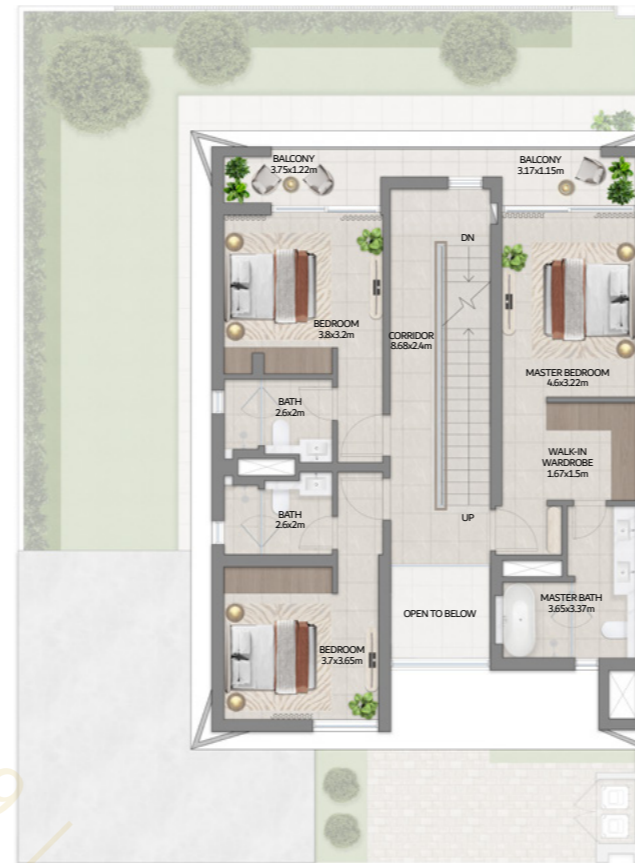 BALCONY
3.75x1.22m
BALCONY
3.17x1.15m
DN
BEDROOM
3.8x3.2m
CORRIDOR
8.68x2.4m
MASTER BEDROOM
4.6x3.22m
BATH
2.6x2m
WALK-IN
WARDROBE
1.67x1.5m
BATH
2.6x2m
UP
MASTER BATH
3.65x3.37m
OPEN TO BELOW
BEDROOM
3.7x3.65m